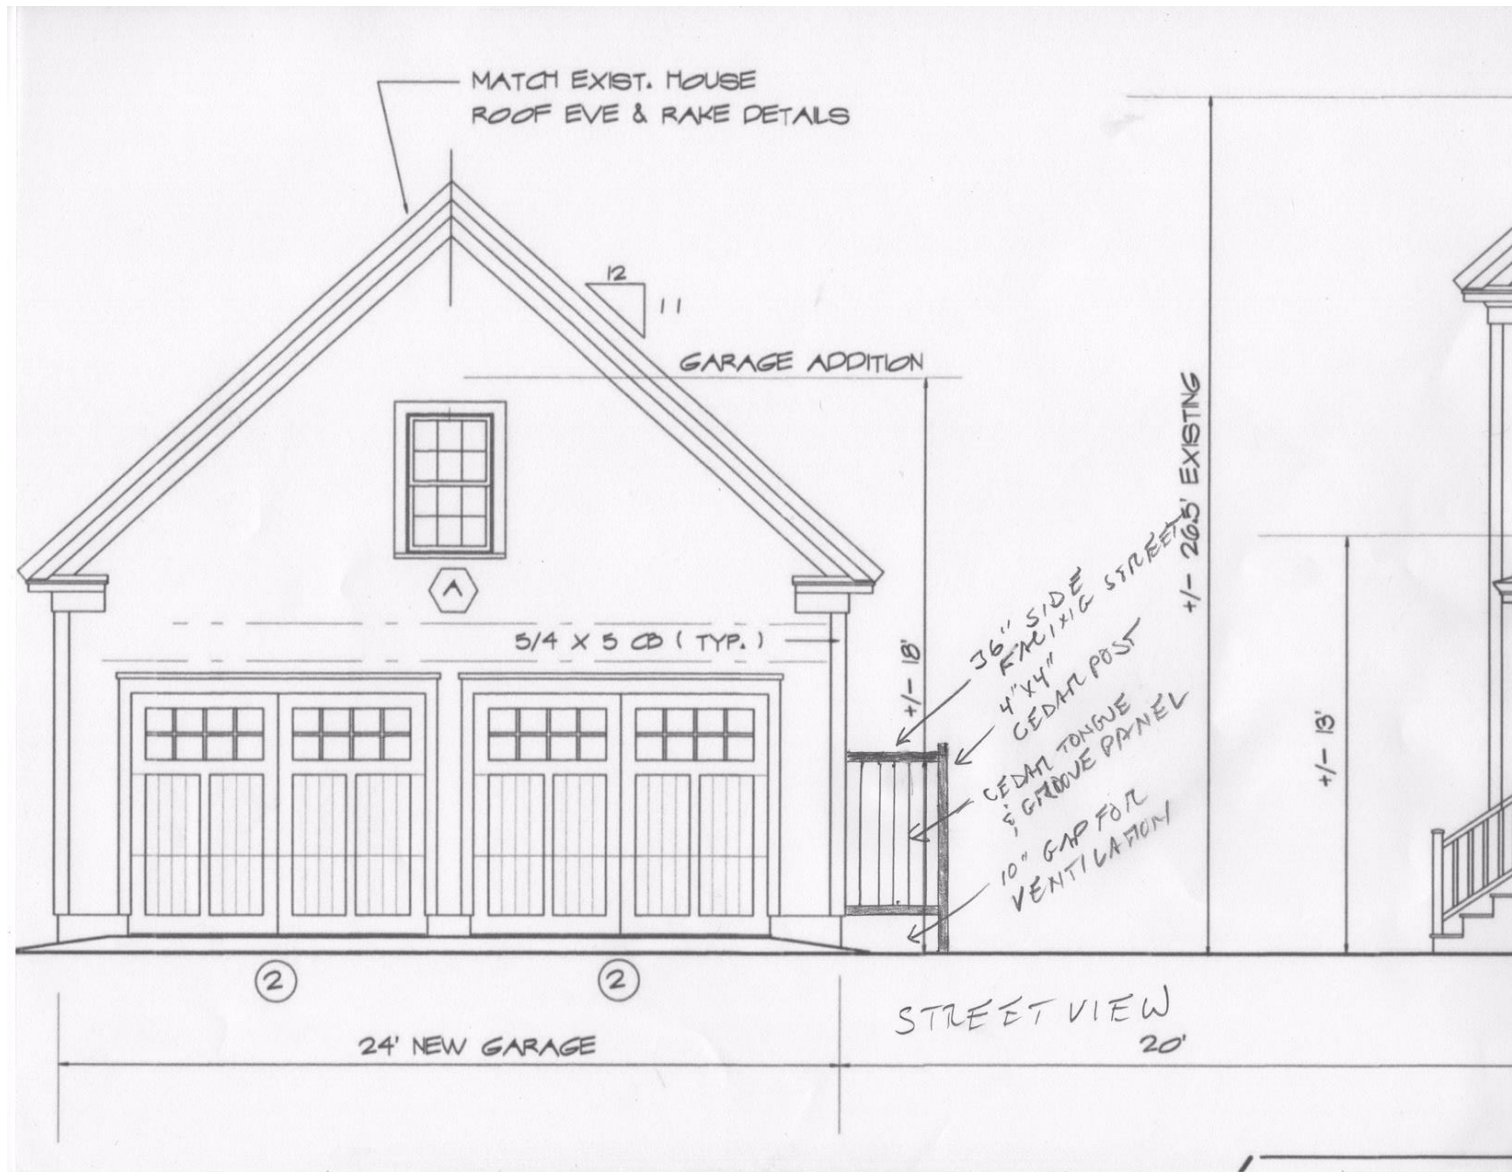 MATCH EXIST. HOUSE
ROOF EVE & RAKE DETAILS
12
11
GARAGE ADDITION
+/- 26.5' EXISTING
A
5/4 X 5 CB ( TYP. )
+/- 18'
36" SIDE
FACING STREET
4"X4"
CEDAR POST
CEDAR TONGUE
& GROOVE PANEL
10" GAP FOR
VENTILATION
+/- 13'
2
2
STREET VIEW
24' NEW GARAGE
20'